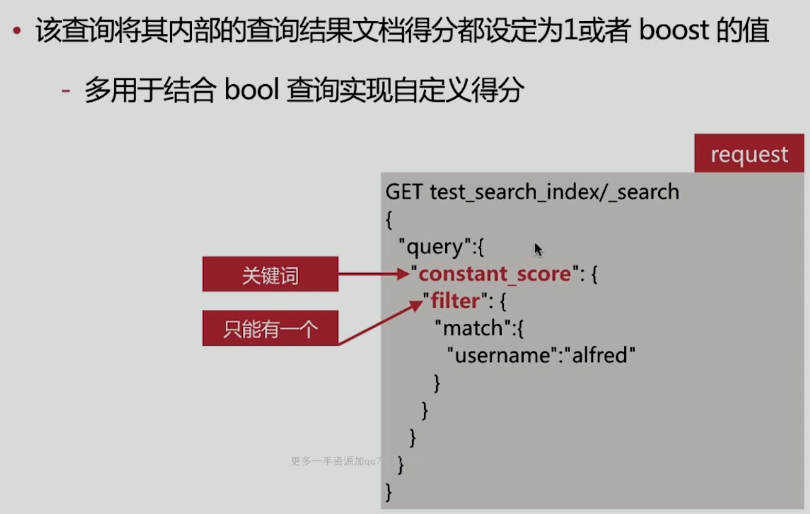 • 该查询将其内部的查询结果文档得分都设定为1或者 boost 的值
- 多用于结合 bool 查询实现自定义得分
request
GET test_search_index/_search
{
"query":{
关键词
"constant_score": {
只能有一个
"filter": {
"match":{
"username":"alfred"
}
}
}
}
}
更多一手资源加qq7